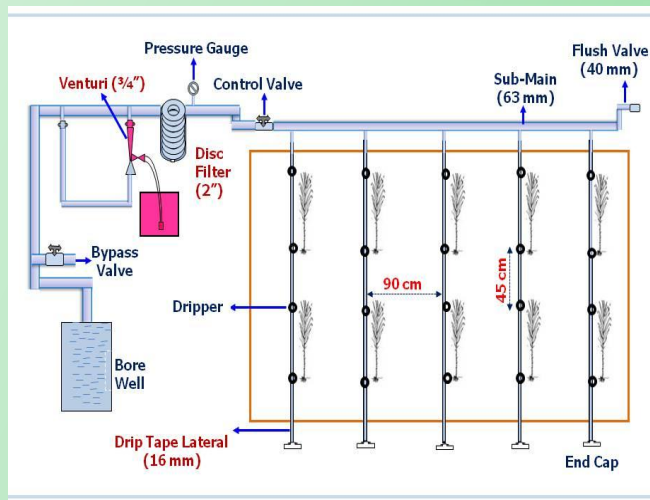 Pressure Gauge
Flush Valve
(40 mm)
Venturi (¾”)
Control Valve
Sub-Main
(63 mm)
Disc
Filter
(2”)
Bypass
Valve
90 cm
45 cm
Dripper
Bore
Well
Drip Tape Lateral
(16 mm)
End Cap